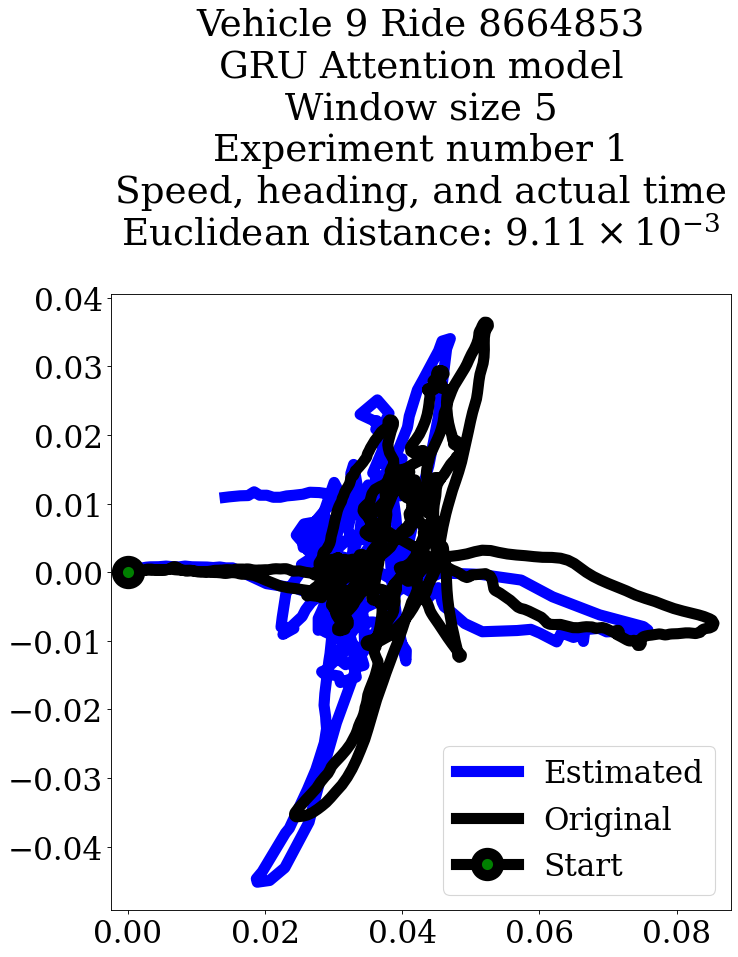 Vehicle 9 Ride 8664853
GRU Attention model
Window size 5
Experiment number 1
Speed, heading, and actual time
Euclidean distance: 9.11 × 10⁻³
0.04
0.03
0.02
0.01
0.00
−0.01
−0.02
−0.03
−0.04
Estimated
Original
Start
0.00 0.02 0.04 0.06 0.08